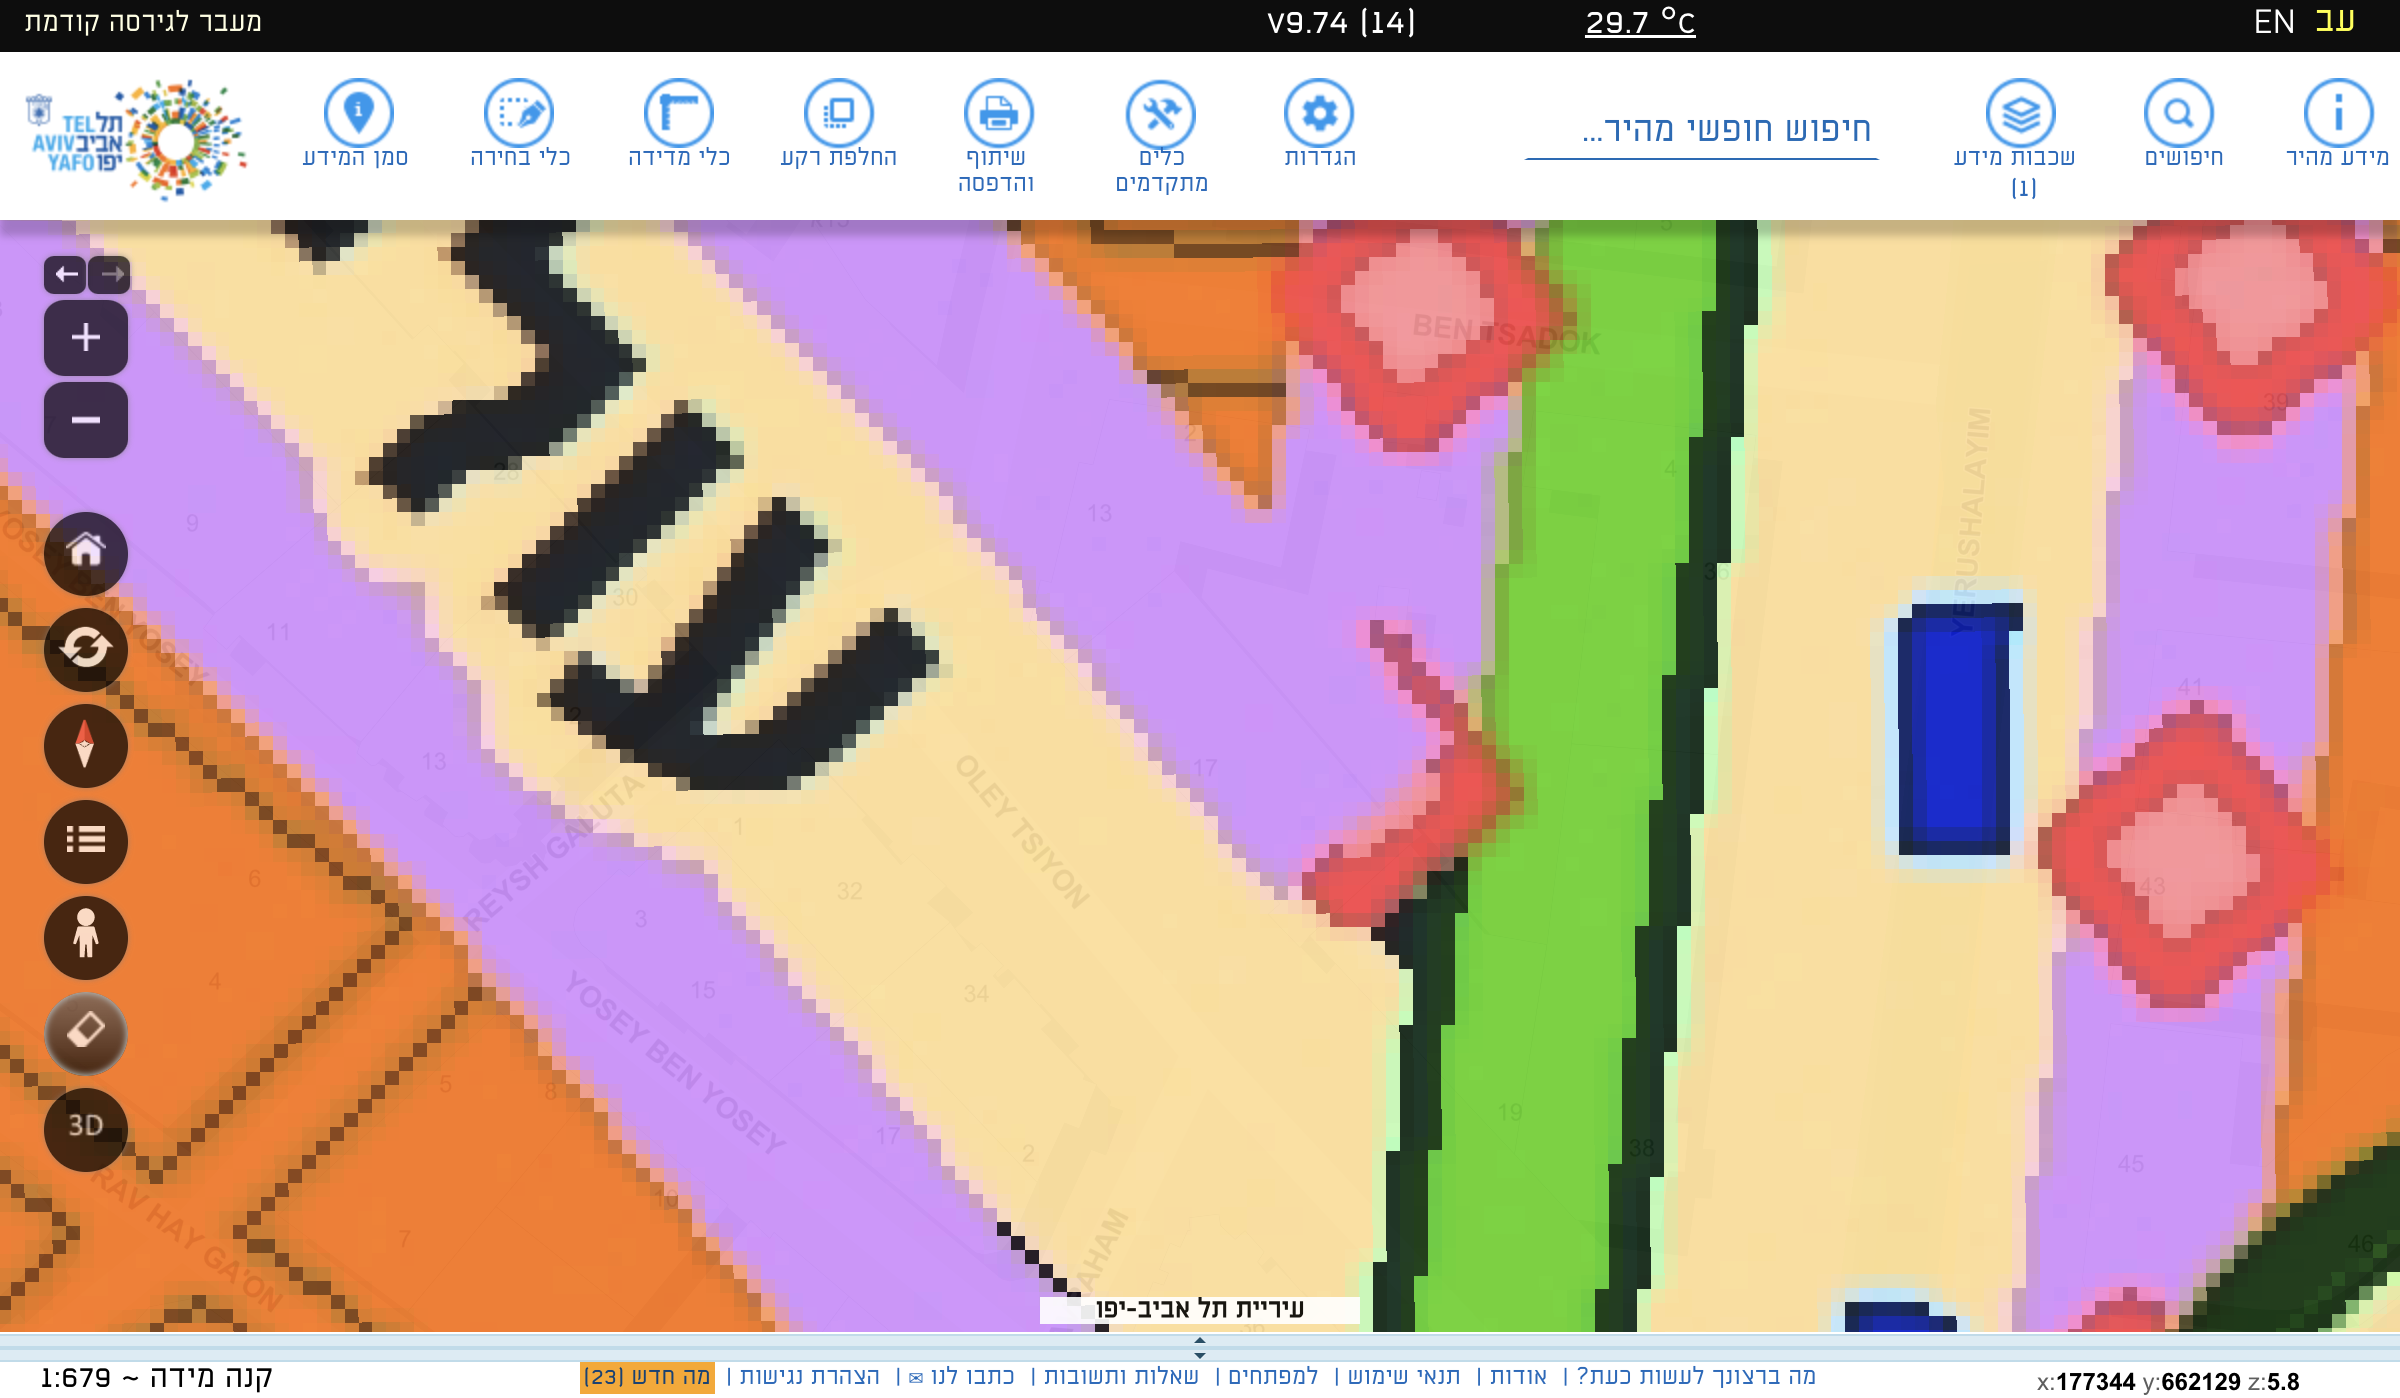 עב EN
29.7 °C
V9.74 (14)
מעבר לגירסה קודמת
מידע מהיר
חיפושים
שכבות מידע (1)
חיפוש חופשי מהיר...
הגדרות
כלים מתקדמים
שיתוף והדפסה
החלפת רקע
כלי מדידה
כלי בחירה
סמן המידע
תל אביב יפו
TEL AVIV YAFO
BEN TSADOK
39
4
2
28
13
9
YERUSHALAYIM
36
30
11
YOSEY BEN YOSEY
41
2
13
17
OLEY TSIYON
REYSH GALUTA
1
6
32
43
3
4
15
34
YOSEY BEN YOSEY
5
8
19
17
38
2
45
10
7
RAV HAY GA'ON
46
3D
עיריית תל אביב-יפו
קנה מידה ~ 1:679
מה ברצונך לעשות כעת? | אודות | תנאי שימוש | למפתחים | שאלות ותשובות | כתבו לנו ✉ | הצהרת נגישות | מה חדש (23)
x:177344 y:662129 z:5.8